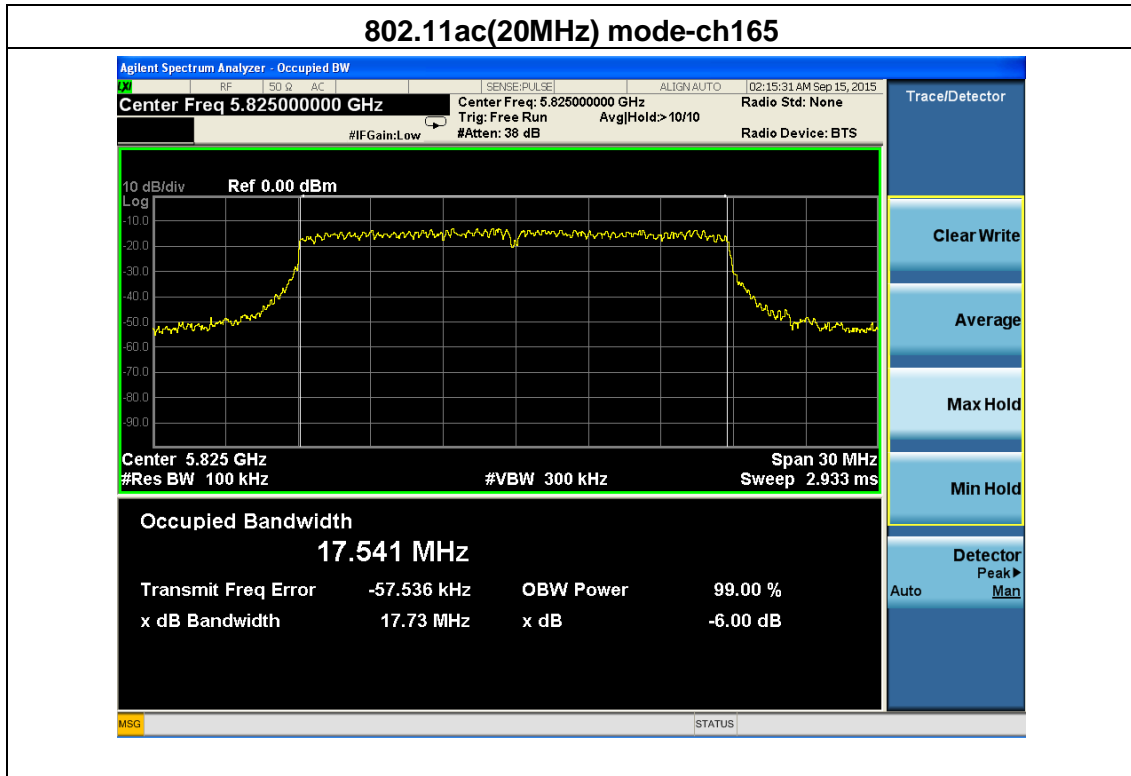 802.11ac(20MHz) mode-ch165
Agilent Spectrum Analyzer - Occupied BW
LXI RF 50 Ω AC SENSE:PULSE ALIGN AUTO 02:15:31 AM Sep 15, 2015
Center Freq 5.825000000 GHz
Center Freq: 5.825000000 GHz
Radio Std: None
Trig: Free Run
Avg|Hold:>10/10
#IFGain:Low
#Atten: 38 dB
Radio Device: BTS
10 dB/div
Ref 0.00 dBm
Log
-10.0
-20.0
-30.0
-40.0
-50.0
-60.0
-70.0
-80.0
-90.0
Center 5.825 GHz
Span 30 MHz
#Res BW 100 kHz
#VBW 300 kHz
Sweep 2.933 ms
Occupied Bandwidth
17.541 MHz
Transmit Freq Error -57.536 kHz OBW Power 99.00 %
x dB Bandwidth 17.73 MHz x dB -6.00 dB
Trace/Detector
Clear Write
Average
Max Hold
Min Hold
Detector
Peak▶
Auto Man
MSG
STATUS